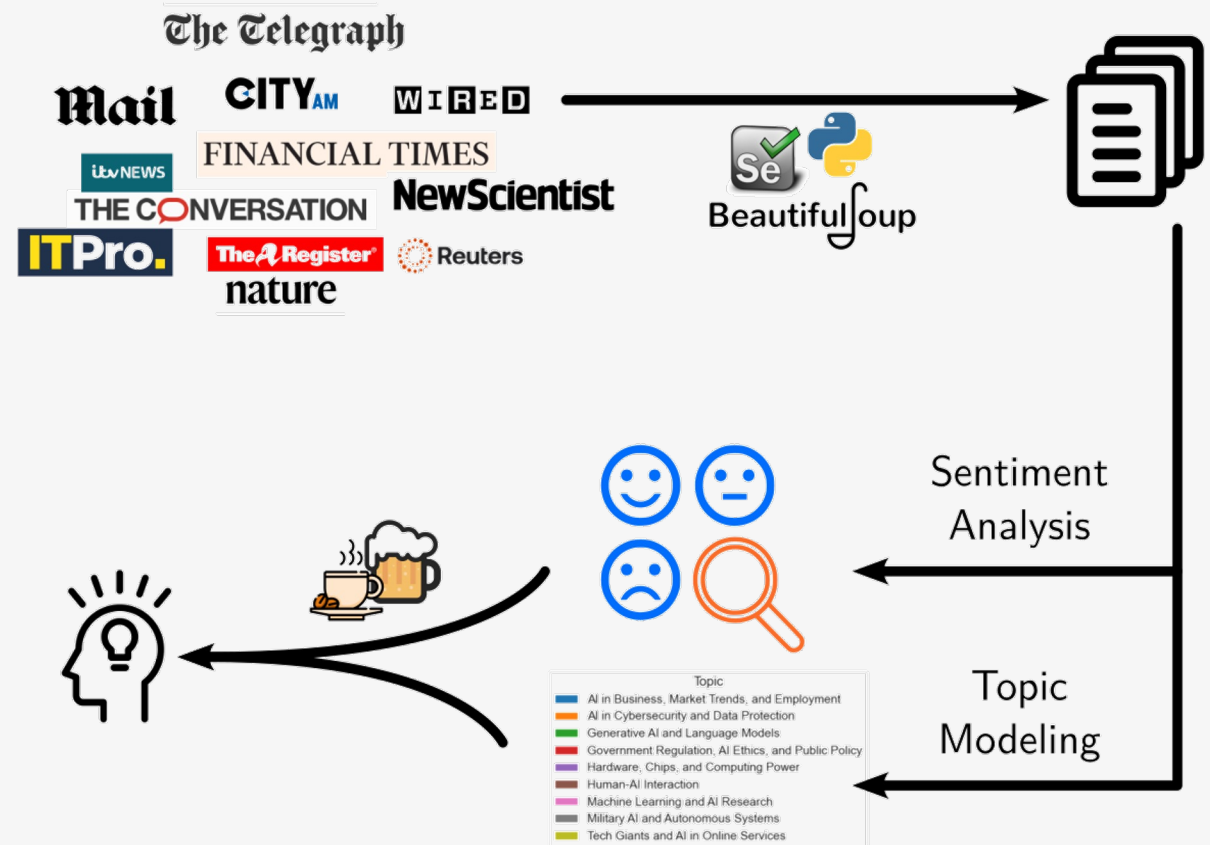 The Telegraph
Mail
CITY AM
WIRED
FINANCIAL TIMES
itv NEWS
NewScientist
THE CONVERSATION
ITPro.
The Register®
Reuters
nature
Se
BeautifulSoup
Sentiment
Analysis
Topic
Modeling
Topic
AI in Business, Market Trends, and Employment
AI in Cybersecurity and Data Protection
Generative AI and Language Models
Government Regulation, AI Ethics, and Public Policy
Hardware, Chips, and Computing Power
Human-AI Interaction
Machine Learning and AI Research
Military AI and Autonomous Systems
Tech Giants and AI in Online Services